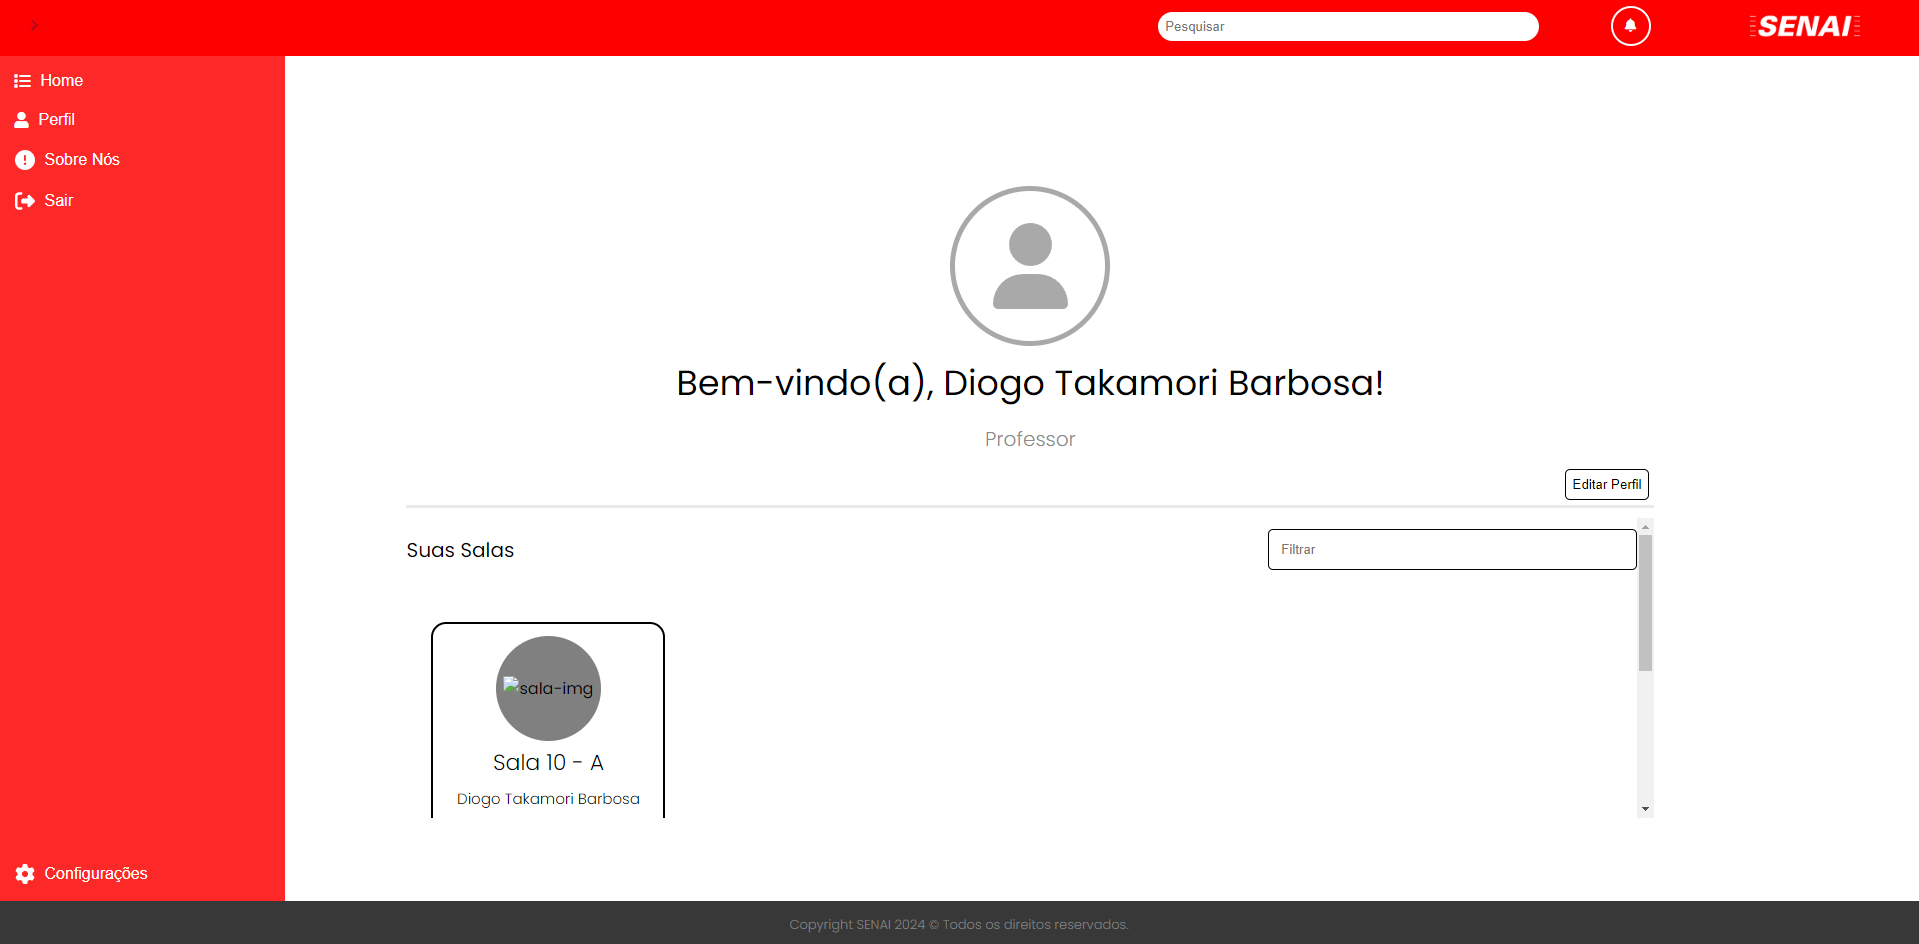 Pesquisar
SENAI
Home
Perfil
Sobre Nós
Sair
Bem-vindo(a), Diogo Takamori Barbosa!
Professor
Editar Perfil
Suas Salas
Filtrar
sala-img
Sala 10 - A
Diogo Takamori Barbosa
Configurações
Copyright SENAI 2024 © Todos os direitos reservados.